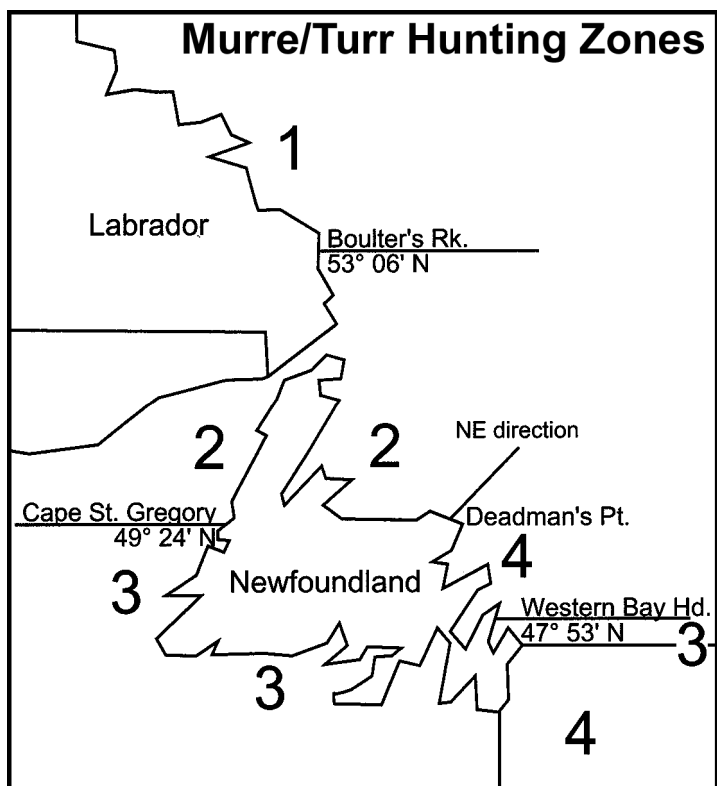 Murre/Turr Hunting Zones
1
Labrador
Boulter's Rk.
53° 06' N
2
2
NE direction
Cape St. Gregory
49° 24' N
Deadman's Pt.
4
3
Newfoundland
Western Bay Hd.
47° 53' N
3
3
4